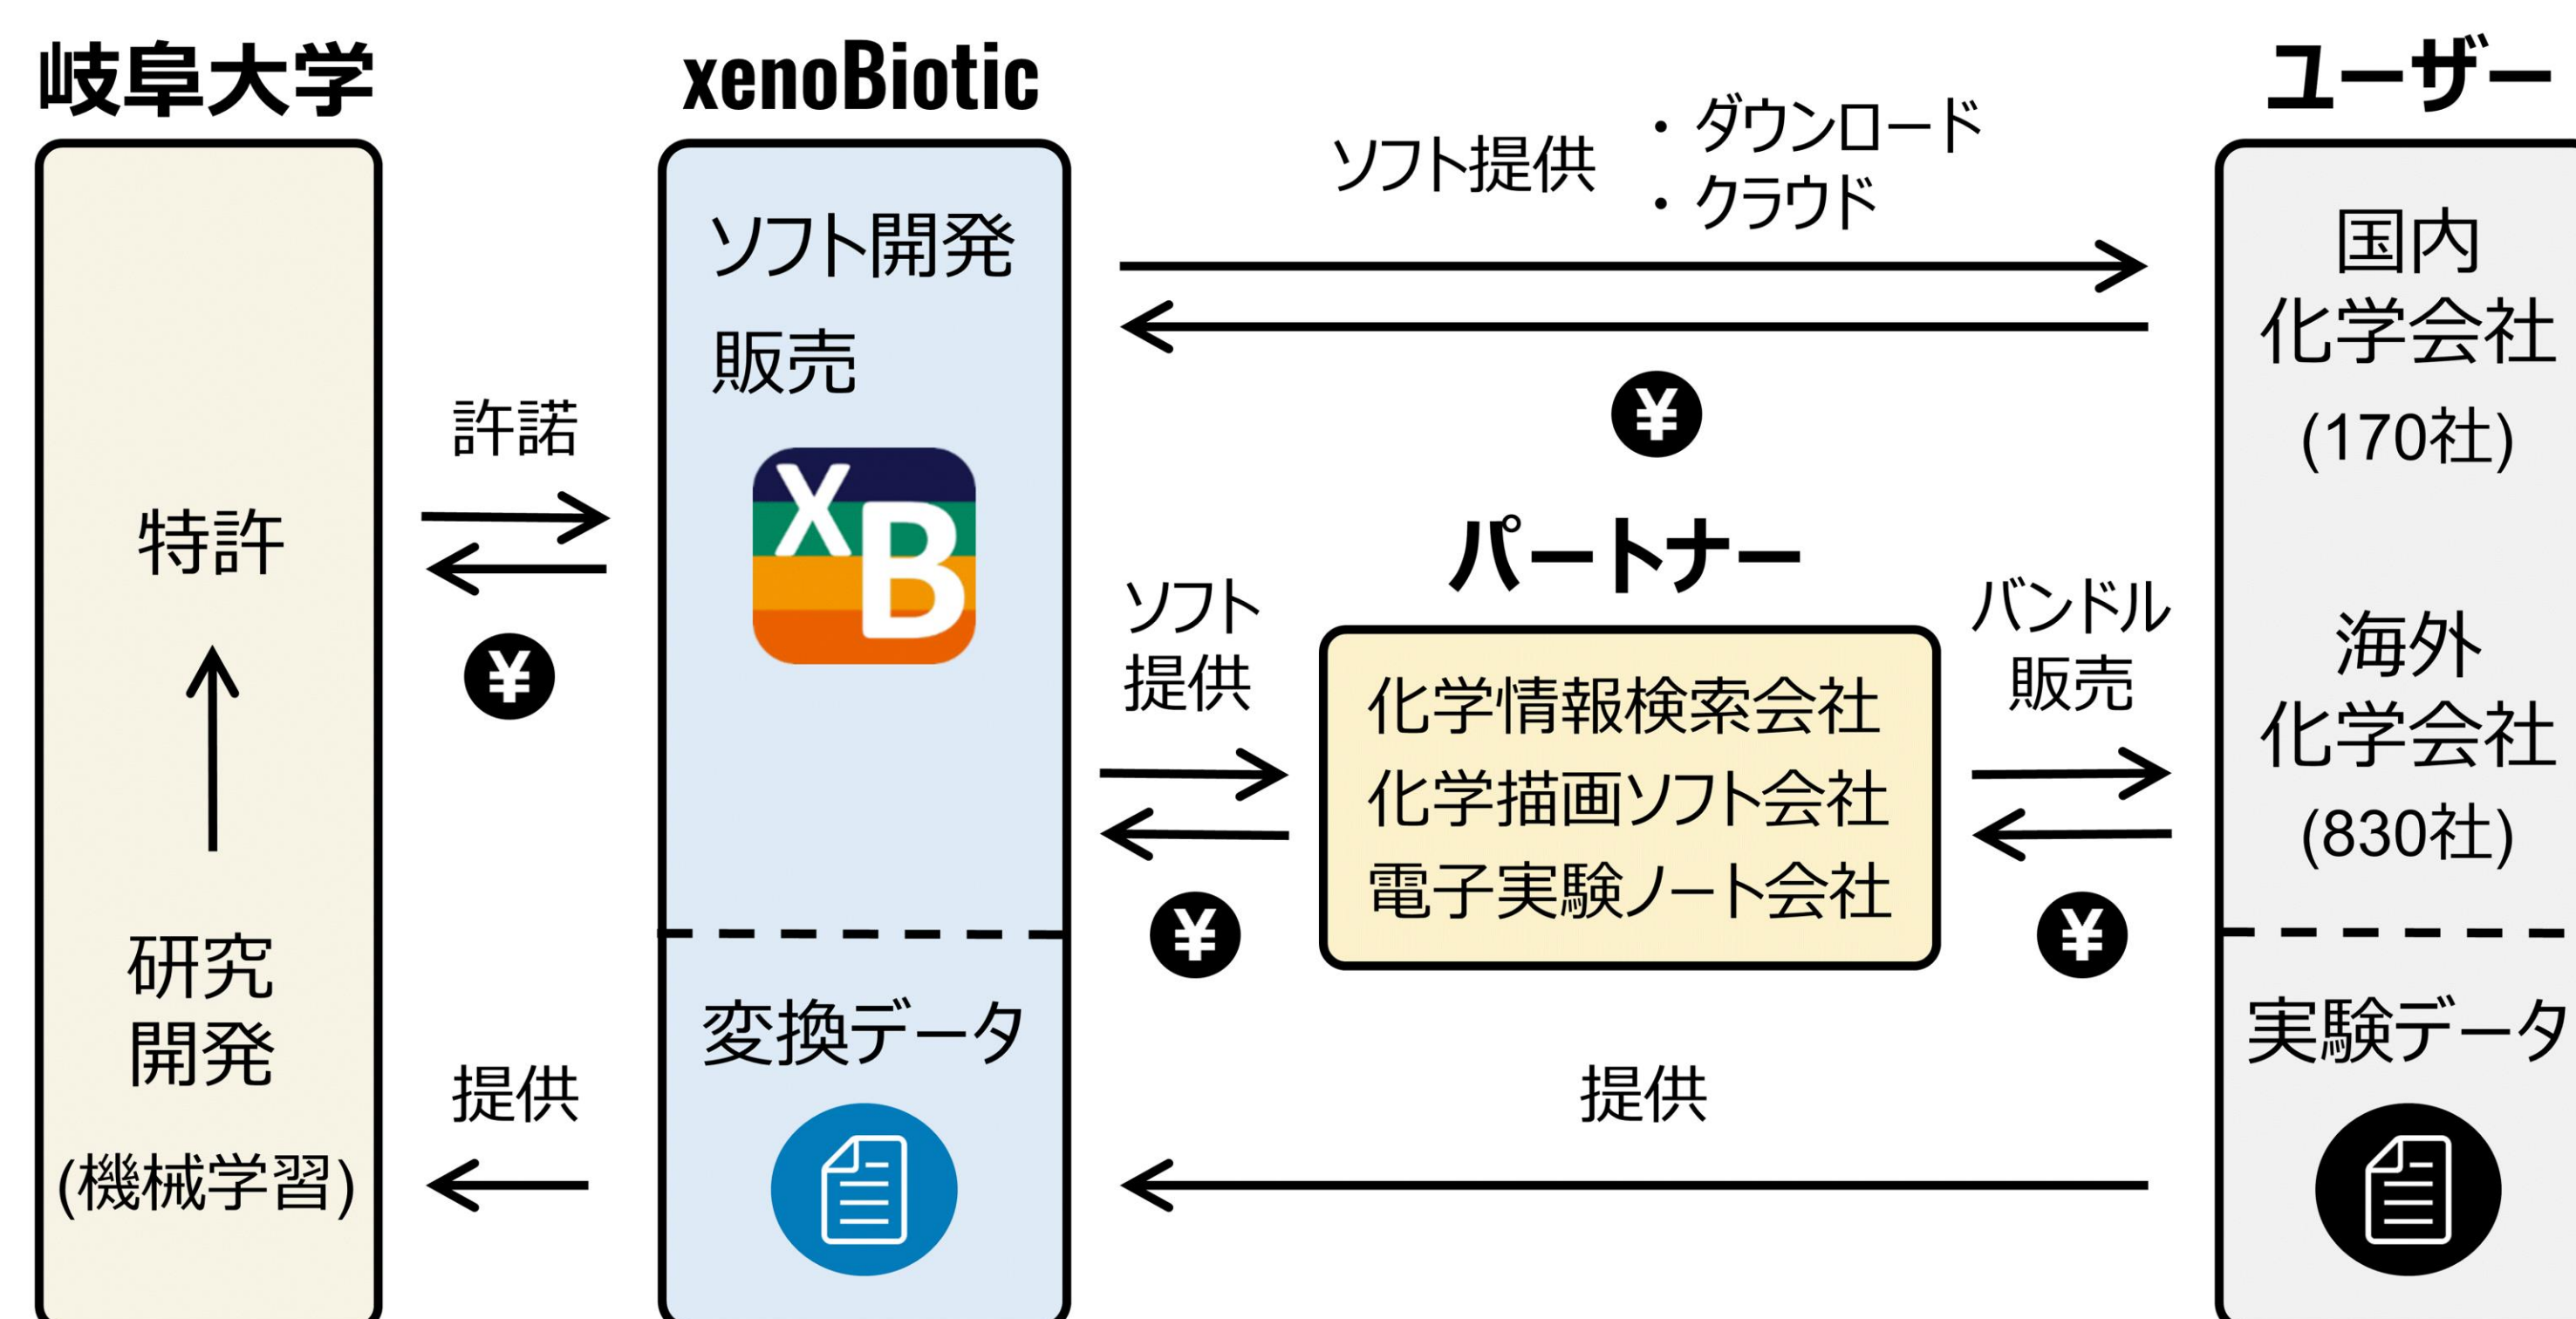 岐阜大学
特許
研究
開発
(機械学習)
許諾
¥
提供
xenoBiotic
ソフト開発
販売
XB
変換データ
ソフト提供
・ダウンロード
・クラウド
¥
ソフト
提供
¥
パートナー
化学情報検索会社
化学描画ソフト会社
電子実験ノート会社
バンドル
販売
¥
提供
ユーザー
国内
化学会社
(170社)
海外
化学会社
(830社)
実験データ